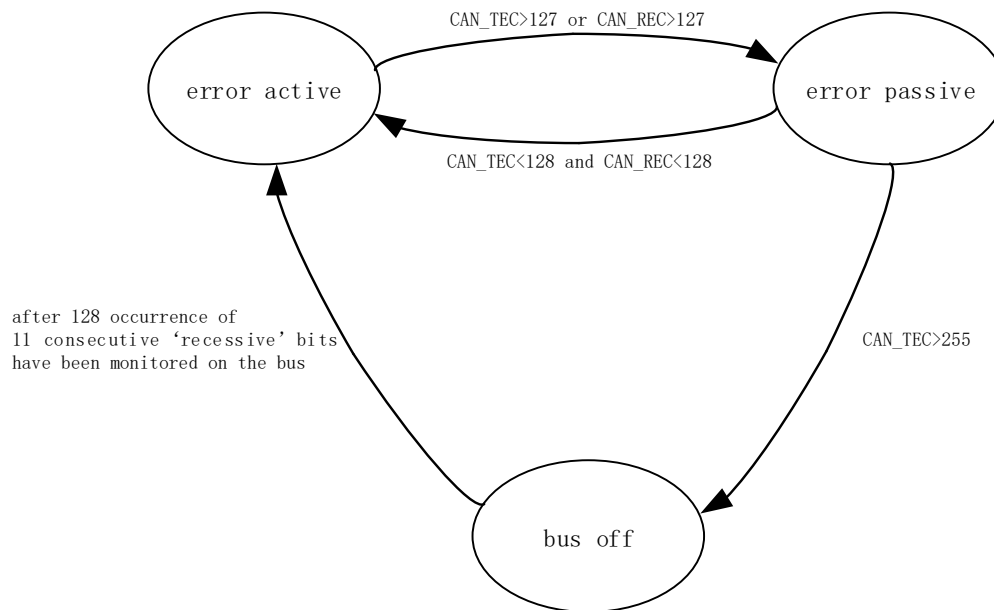 CAN_TEC>127 or CAN_REC>127
error active
error passive
CAN_TEC<128 and CAN_REC<128
after 128 occurrence of
11 consecutive ‘recessive’ bits
have been monitored on the bus
CAN_TEC>255
bus off